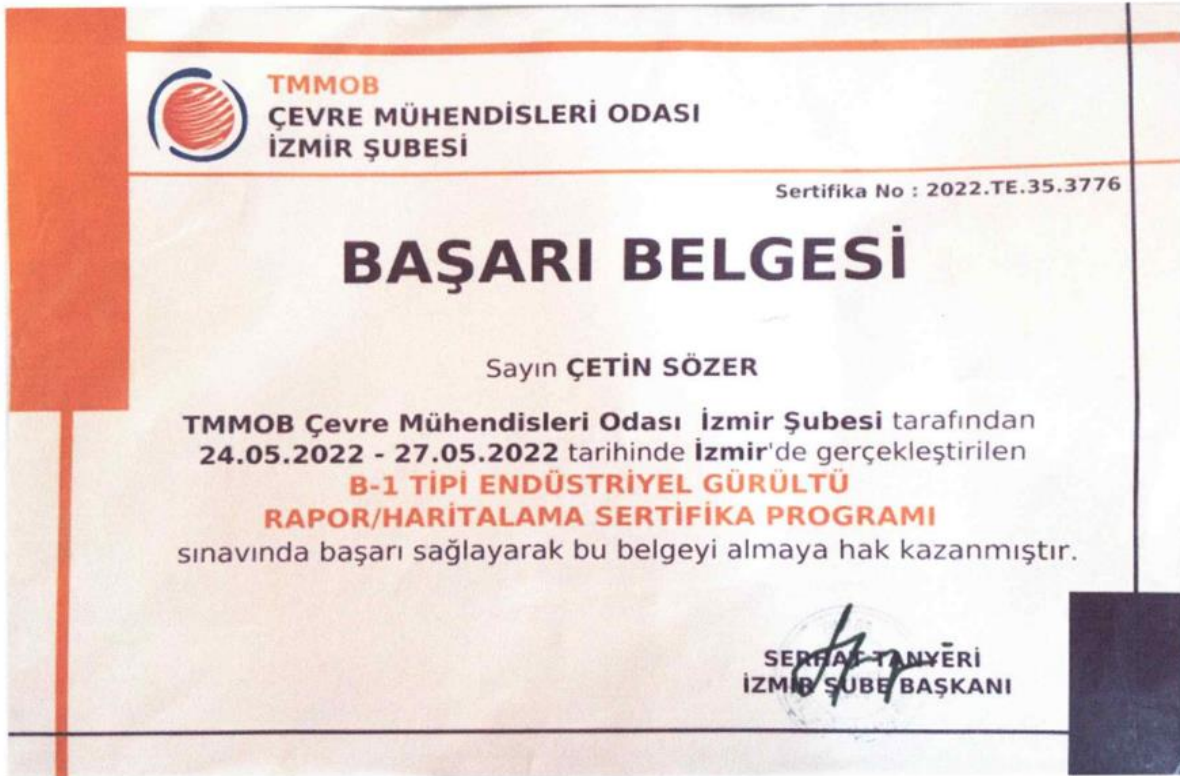 TMMOB
ÇEVRE MÜHENDİSLERİ ODASI
İZMİR ŞUBESİ
Sertifika No : 2022.TE.35.3776
BAŞARI BELGESİ
Sayın ÇETİN SÖZER
TMMOB Çevre Mühendisleri Odası İzmir Şubesi tarafından
24.05.2022 - 27.05.2022 tarihinde İzmir'de gerçekleştirilen
B-1 TİPİ ENDÜSTRİYEL GÜRÜLTÜ
RAPOR/HARİTALAMA SERTİFİKA PROGRAMI
sınavında başarı sağlayarak bu belgeyi almaya hak kazanmıştır.
SERHAT TANYERİ
İZMİR ŞUBE BAŞKANI